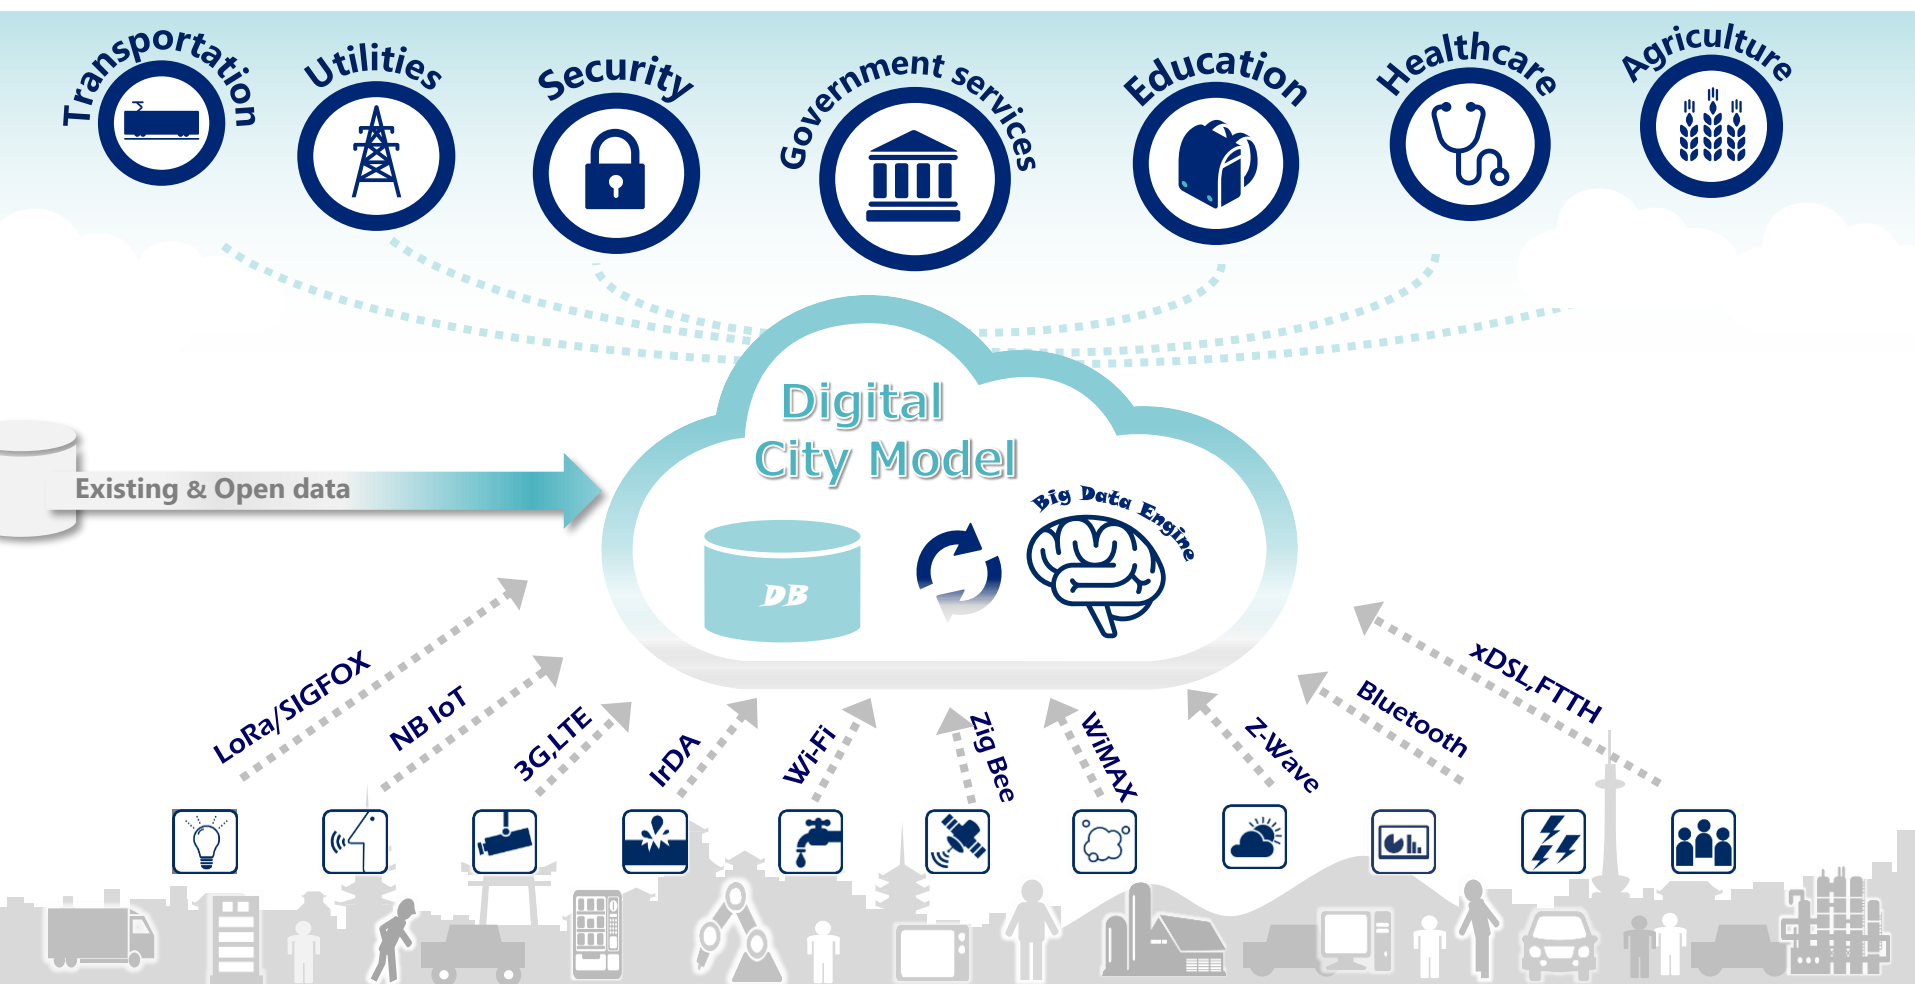 Transportation
Utilities
Security
Government services
Education
Healthcare
Agriculture
Digital
City Model
Existing & Open data
Big Data Engine
DB
LoRa/SIGFOX
NB IoT
3G,LTE
IrDA
Wi-Fi
Zig Bee
WiMAX
Z-Wave
Bluetooth
xDSL,FTTH